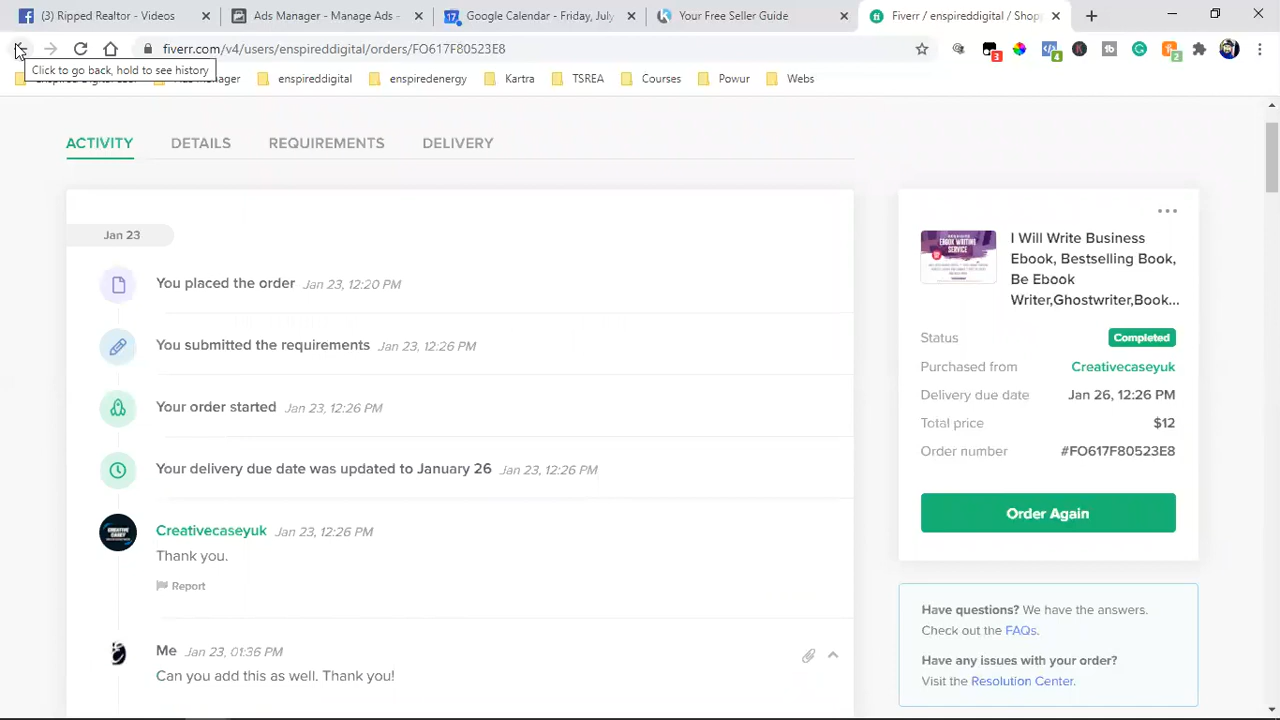 (3) Ripped Realtor - Videos
Ads Manager - Manage Ads -
Google Calendar - Friday, July
Your Free Seller Guide
Fiverr / enspireddigital / Shopp
fiverr.com/v4/users/enspireddigital/orders/FO617F80523E8
Click to go back, hold to see history
enspireddigital
enspiredenergy
Kartra
TSREA
Courses
Povur
Webs
ACTIVITY
DETAILS
REQUIREMENTS
DELIVERY
Jan 23
You placed the order Jan 23, 12:20 PM
You submitted the requirements Jan 23, 12:26 PM
Your order started Jan 23, 12:26 PM
Your delivery due date was updated to January 26 Jan 23, 12:26 PM
Creativecaseyuk Jan 23, 12:26 PM
Thank you.
Report
Me Jan 23, 01:36 PM
Can you add this as well. Thank you!
I Will Write Business
Ebook, Bestselling Book,
Be Ebook
Writer,Ghostwriter,Book...
Status Completed
Purchased from Creativecaseyuk
Delivery due date Jan 26, 12:26 PM
Total price $12
Order number #FO617F80523E8
Order Again
Have questions? We have the answers.
Check out the FAQs.
Have any issues with your order?
Visit the Resolution Center.